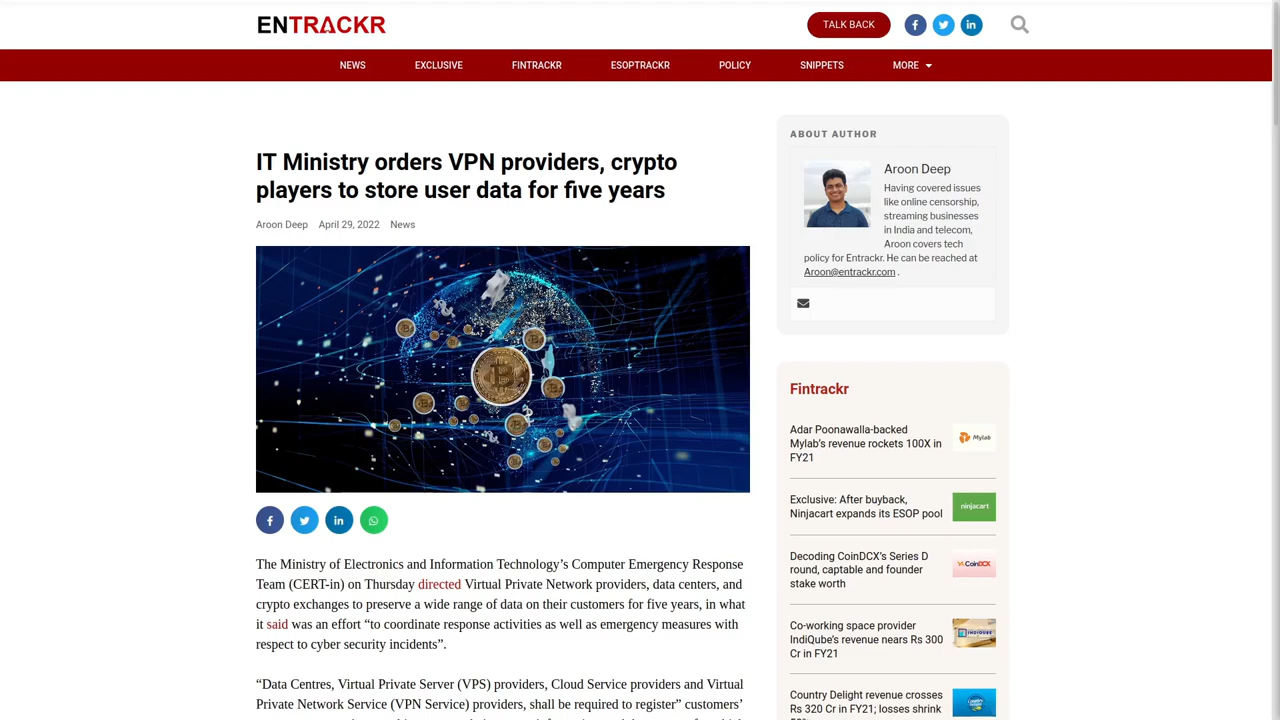 ENTRACKR
TALK BACK
NEWS
EXCLUSIVE
FINTRACKR
ESOPTRACKR
POLICY
SNIPPETS
MORE
IT Ministry orders VPN providers, crypto
players to store user data for five years
Aroon Deep
April 29, 2022
News
The Ministry of Electronics and Information Technology’s Computer Emergency Response
Team (CERT-in) on Thursday directed Virtual Private Network providers, data centers, and
crypto exchanges to preserve a wide range of data on their customers for five years, in what
it said was an effort “to coordinate response activities as well as emergency measures with
respect to cyber security incidents”.
“Data Centres, Virtual Private Server (VPS) providers, Cloud Service providers and Virtual
Private Network Service (VPN Service) providers, shall be required to register” customers’
ABOUT AUTHOR
Aroon Deep
Having covered issues
like online censorship,
streaming businesses
in India and telecom,
Aroon covers tech
policy for Entrackr. He can be reached at
Aroon@entrackr.com .
Fintrackr
Adar Poonawalla-backed
Mylab’s revenue rockets 100X in
FY21
Mylab
Exclusive: After buyback,
Ninjacart expands its ESOP pool
ninjacart
Decoding CoinDCX’s Series D
round, captable and founder
stake worth
CoinDCX
Co-working space provider
IndiQube’s revenue nears Rs 300
Cr in FY21
INDIQUBE
Country Delight revenue crosses
Rs 320 Cr in FY21; losses shrink